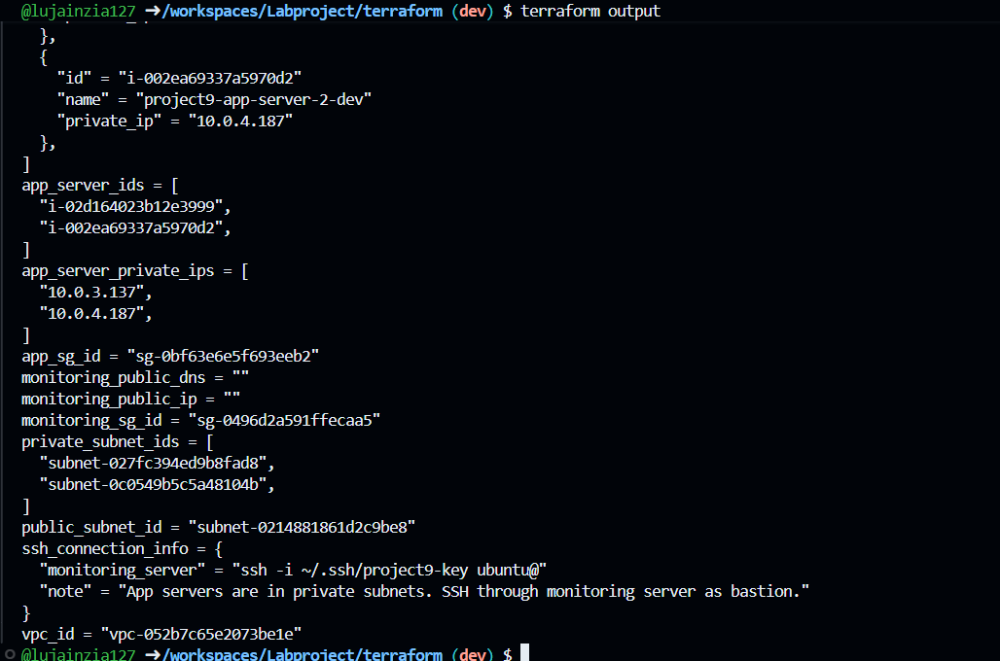 @lujainzia127 ➜/workspaces/Labproject/terraform (dev) $ terraform output
},
{
"id" = "i-002ea69337a5970d2"
"name" = "project9-app-server-2-dev"
"private_ip" = "10.0.4.187"
},
]
app_server_ids = [
"i-02d164023b12e3999",
"i-002ea69337a5970d2",
]
app_server_private_ips = [
"10.0.3.137",
"10.0.4.187",
]
app_sg_id = "sg-0bf63e6e5f693eeb2"
monitoring_public_dns = ""
monitoring_public_ip = ""
monitoring_sg_id = "sg-0496d2a591ffecaa5"
private_subnet_ids = [
"subnet-027fc394ed9b8fad8",
"subnet-0c0549b5c5a48104b",
]
public_subnet_id = "subnet-0214881861d2c9be8"
ssh_connection_info = {
"monitoring_server" = "ssh -i ~/.ssh/project9-key ubuntu@"
"note" = "App servers are in private subnets. SSH through monitoring server as bastion."
}
vpc_id = "vpc-052b7c65e2073be1e"
@lujainzia127 ➜/workspaces/Labproject/terraform (dev) $